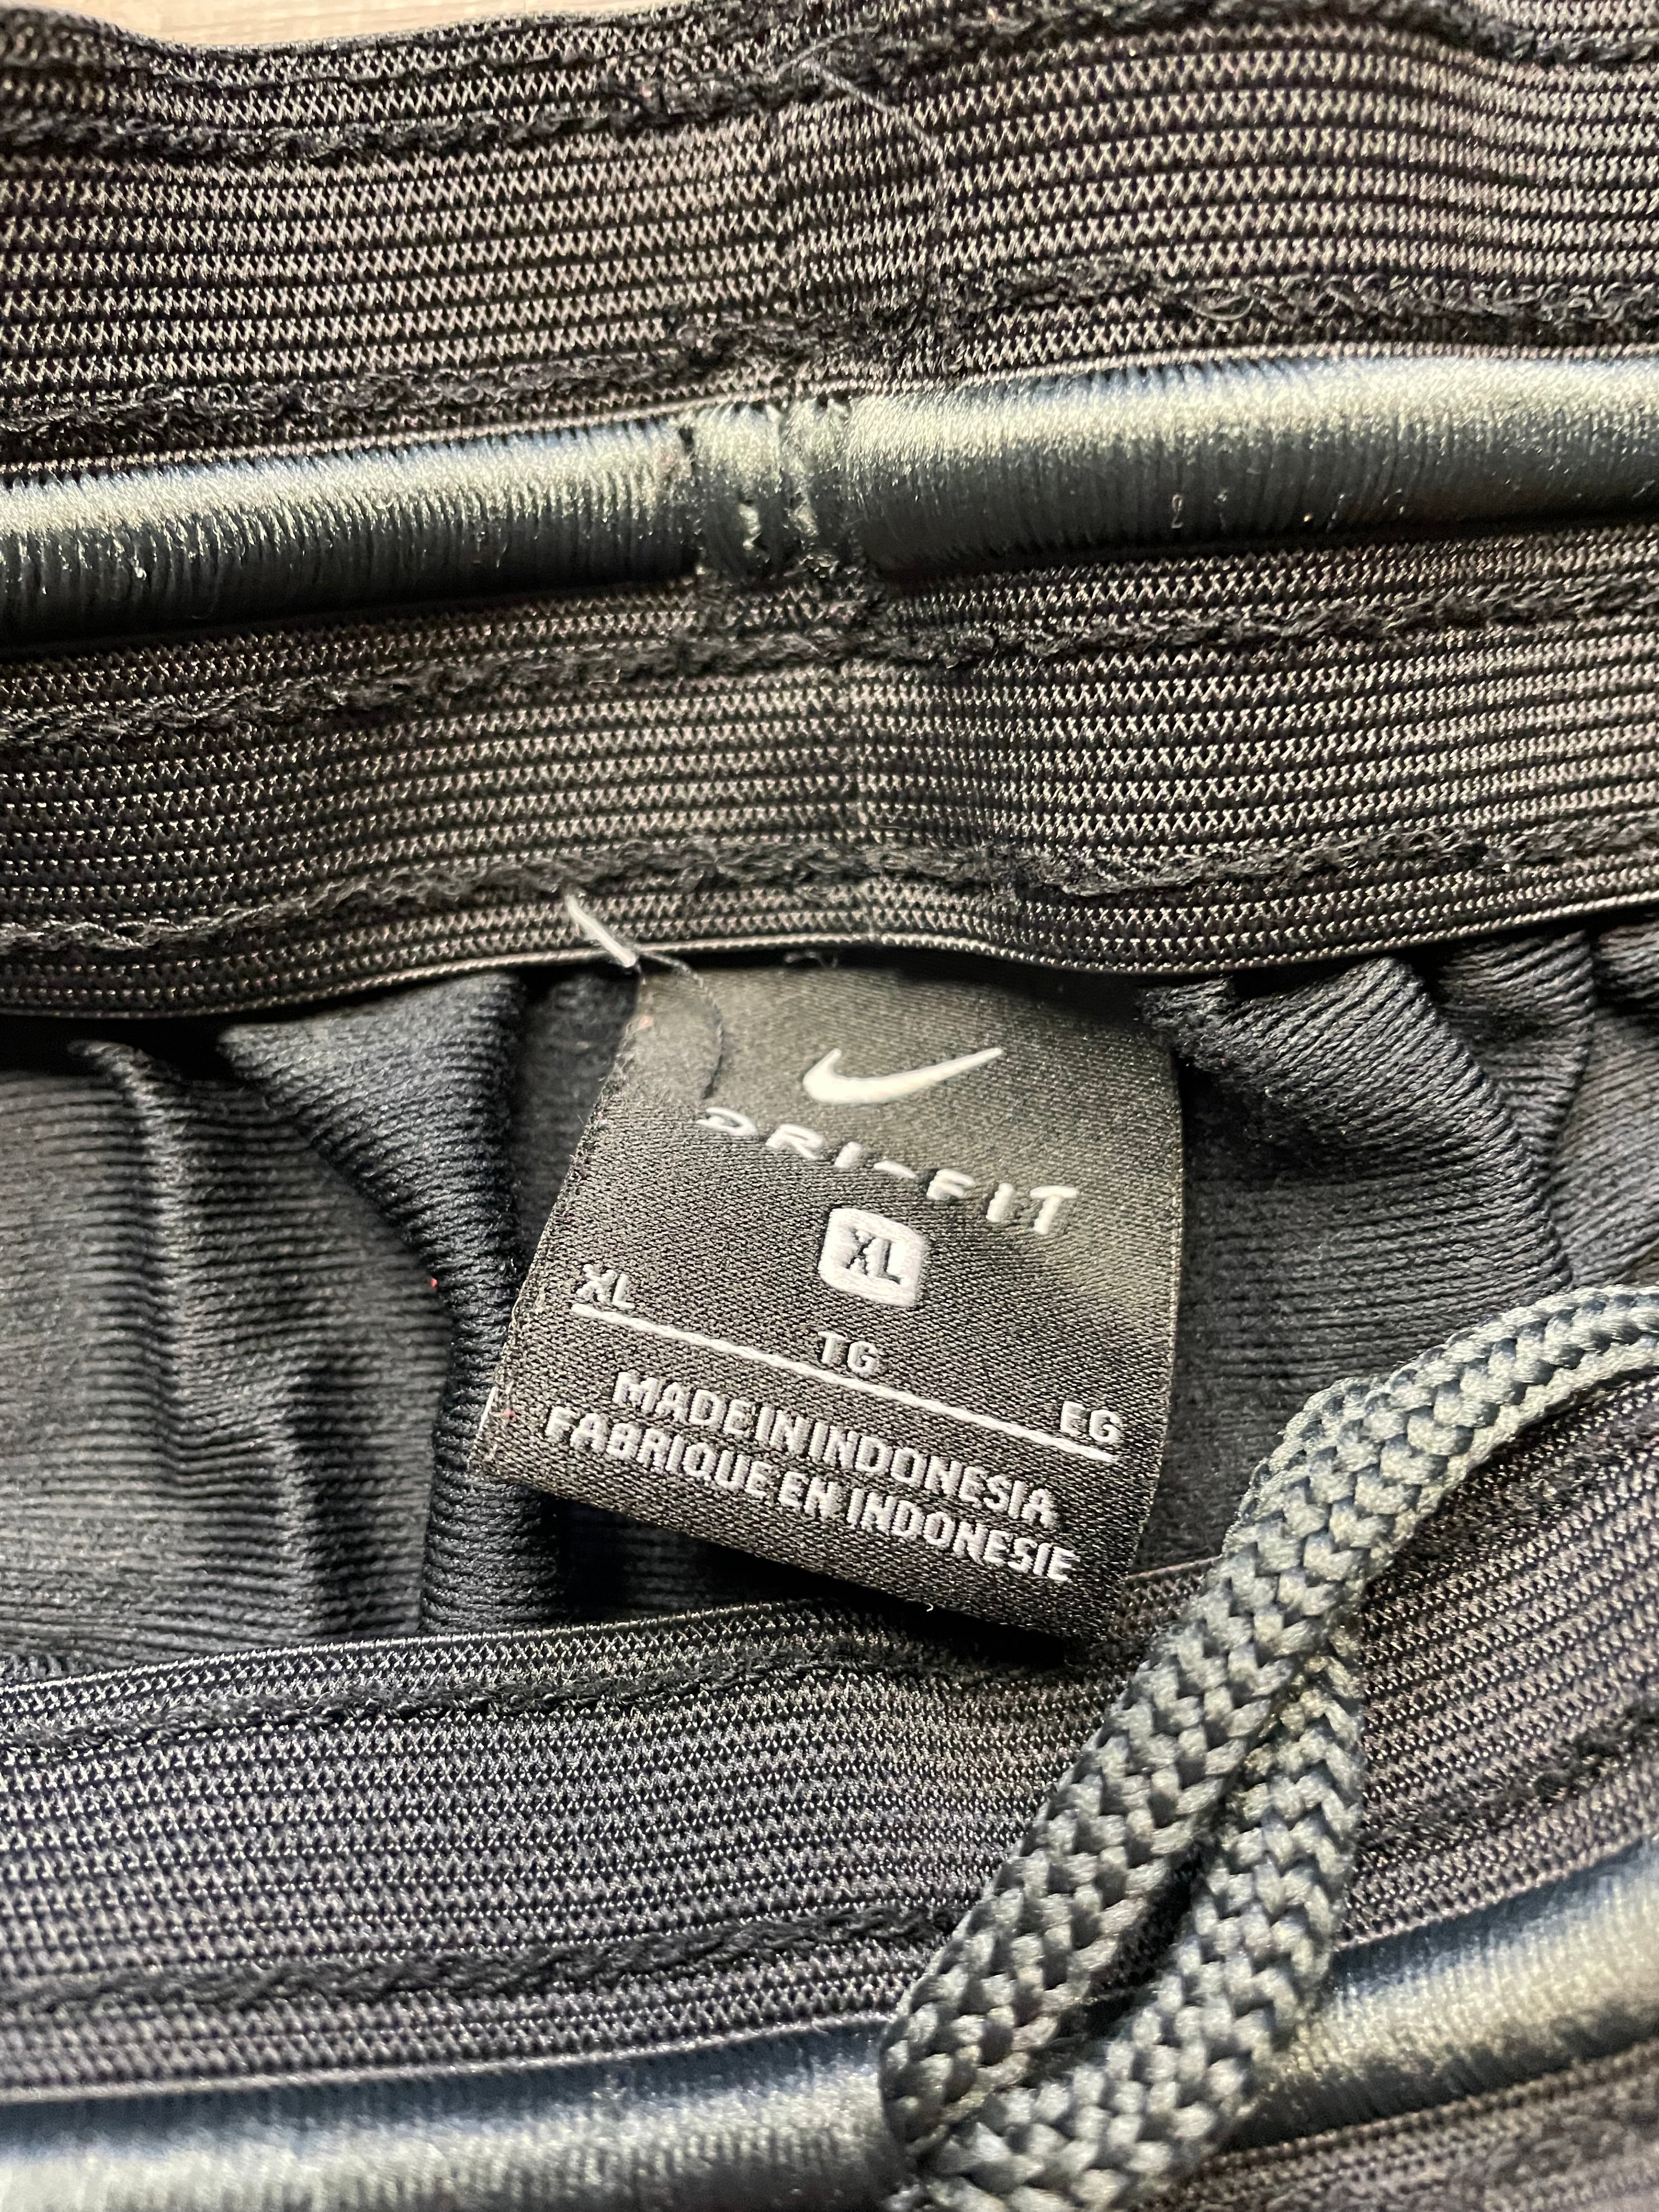 DRI-FIT
XL
XL TG EG
MADE IN INDONESIA
FABRIQUE EN INDONESIE